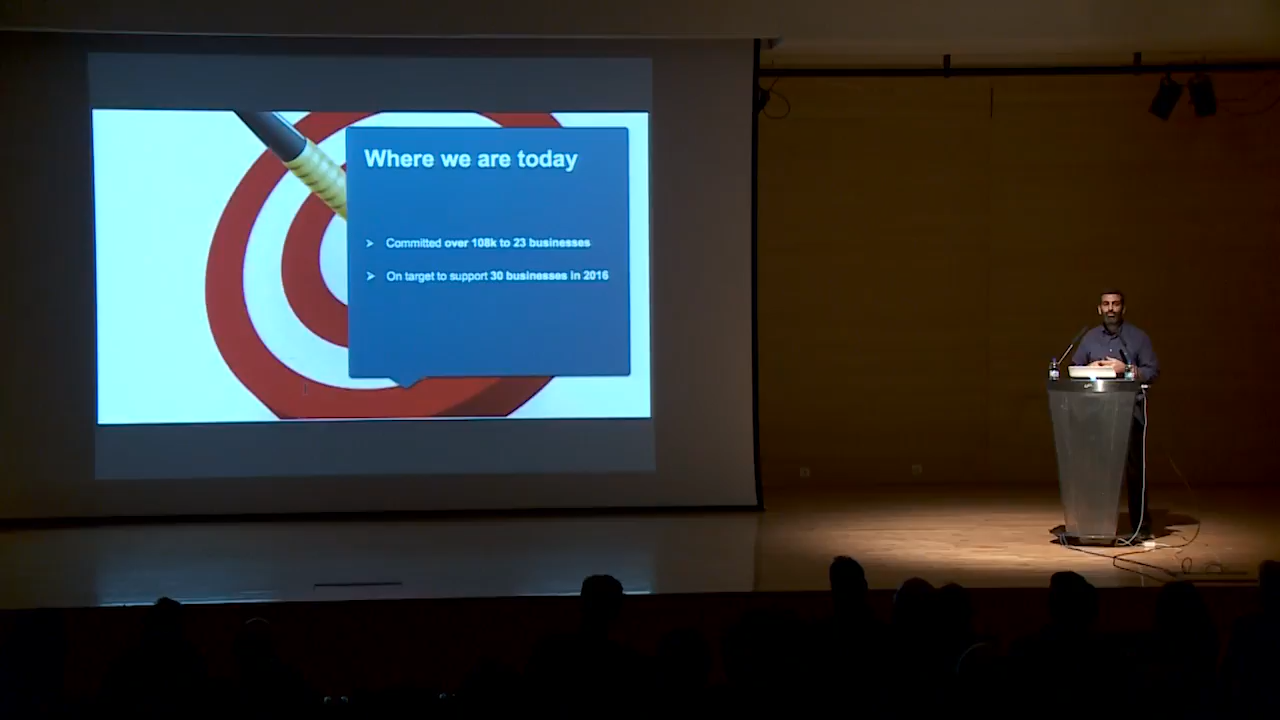 Where we are today
➢ Committed over 108k to 23 businesses
➢ On target to support 30 businesses in 2016